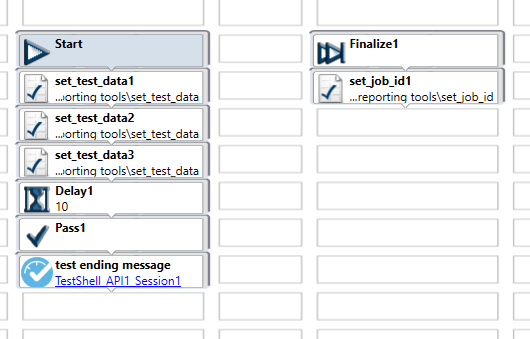 Start
set_test_data1
...orting tools\set_test_data
set_test_data2
...orting tools\set_test_data
set_test_data3
...orting tools\set_test_data
Delay1
10
Pass1
test ending message
TestShell_API1_Session1
Finalize1
set_job_id1
...reporting tools\set_job_id